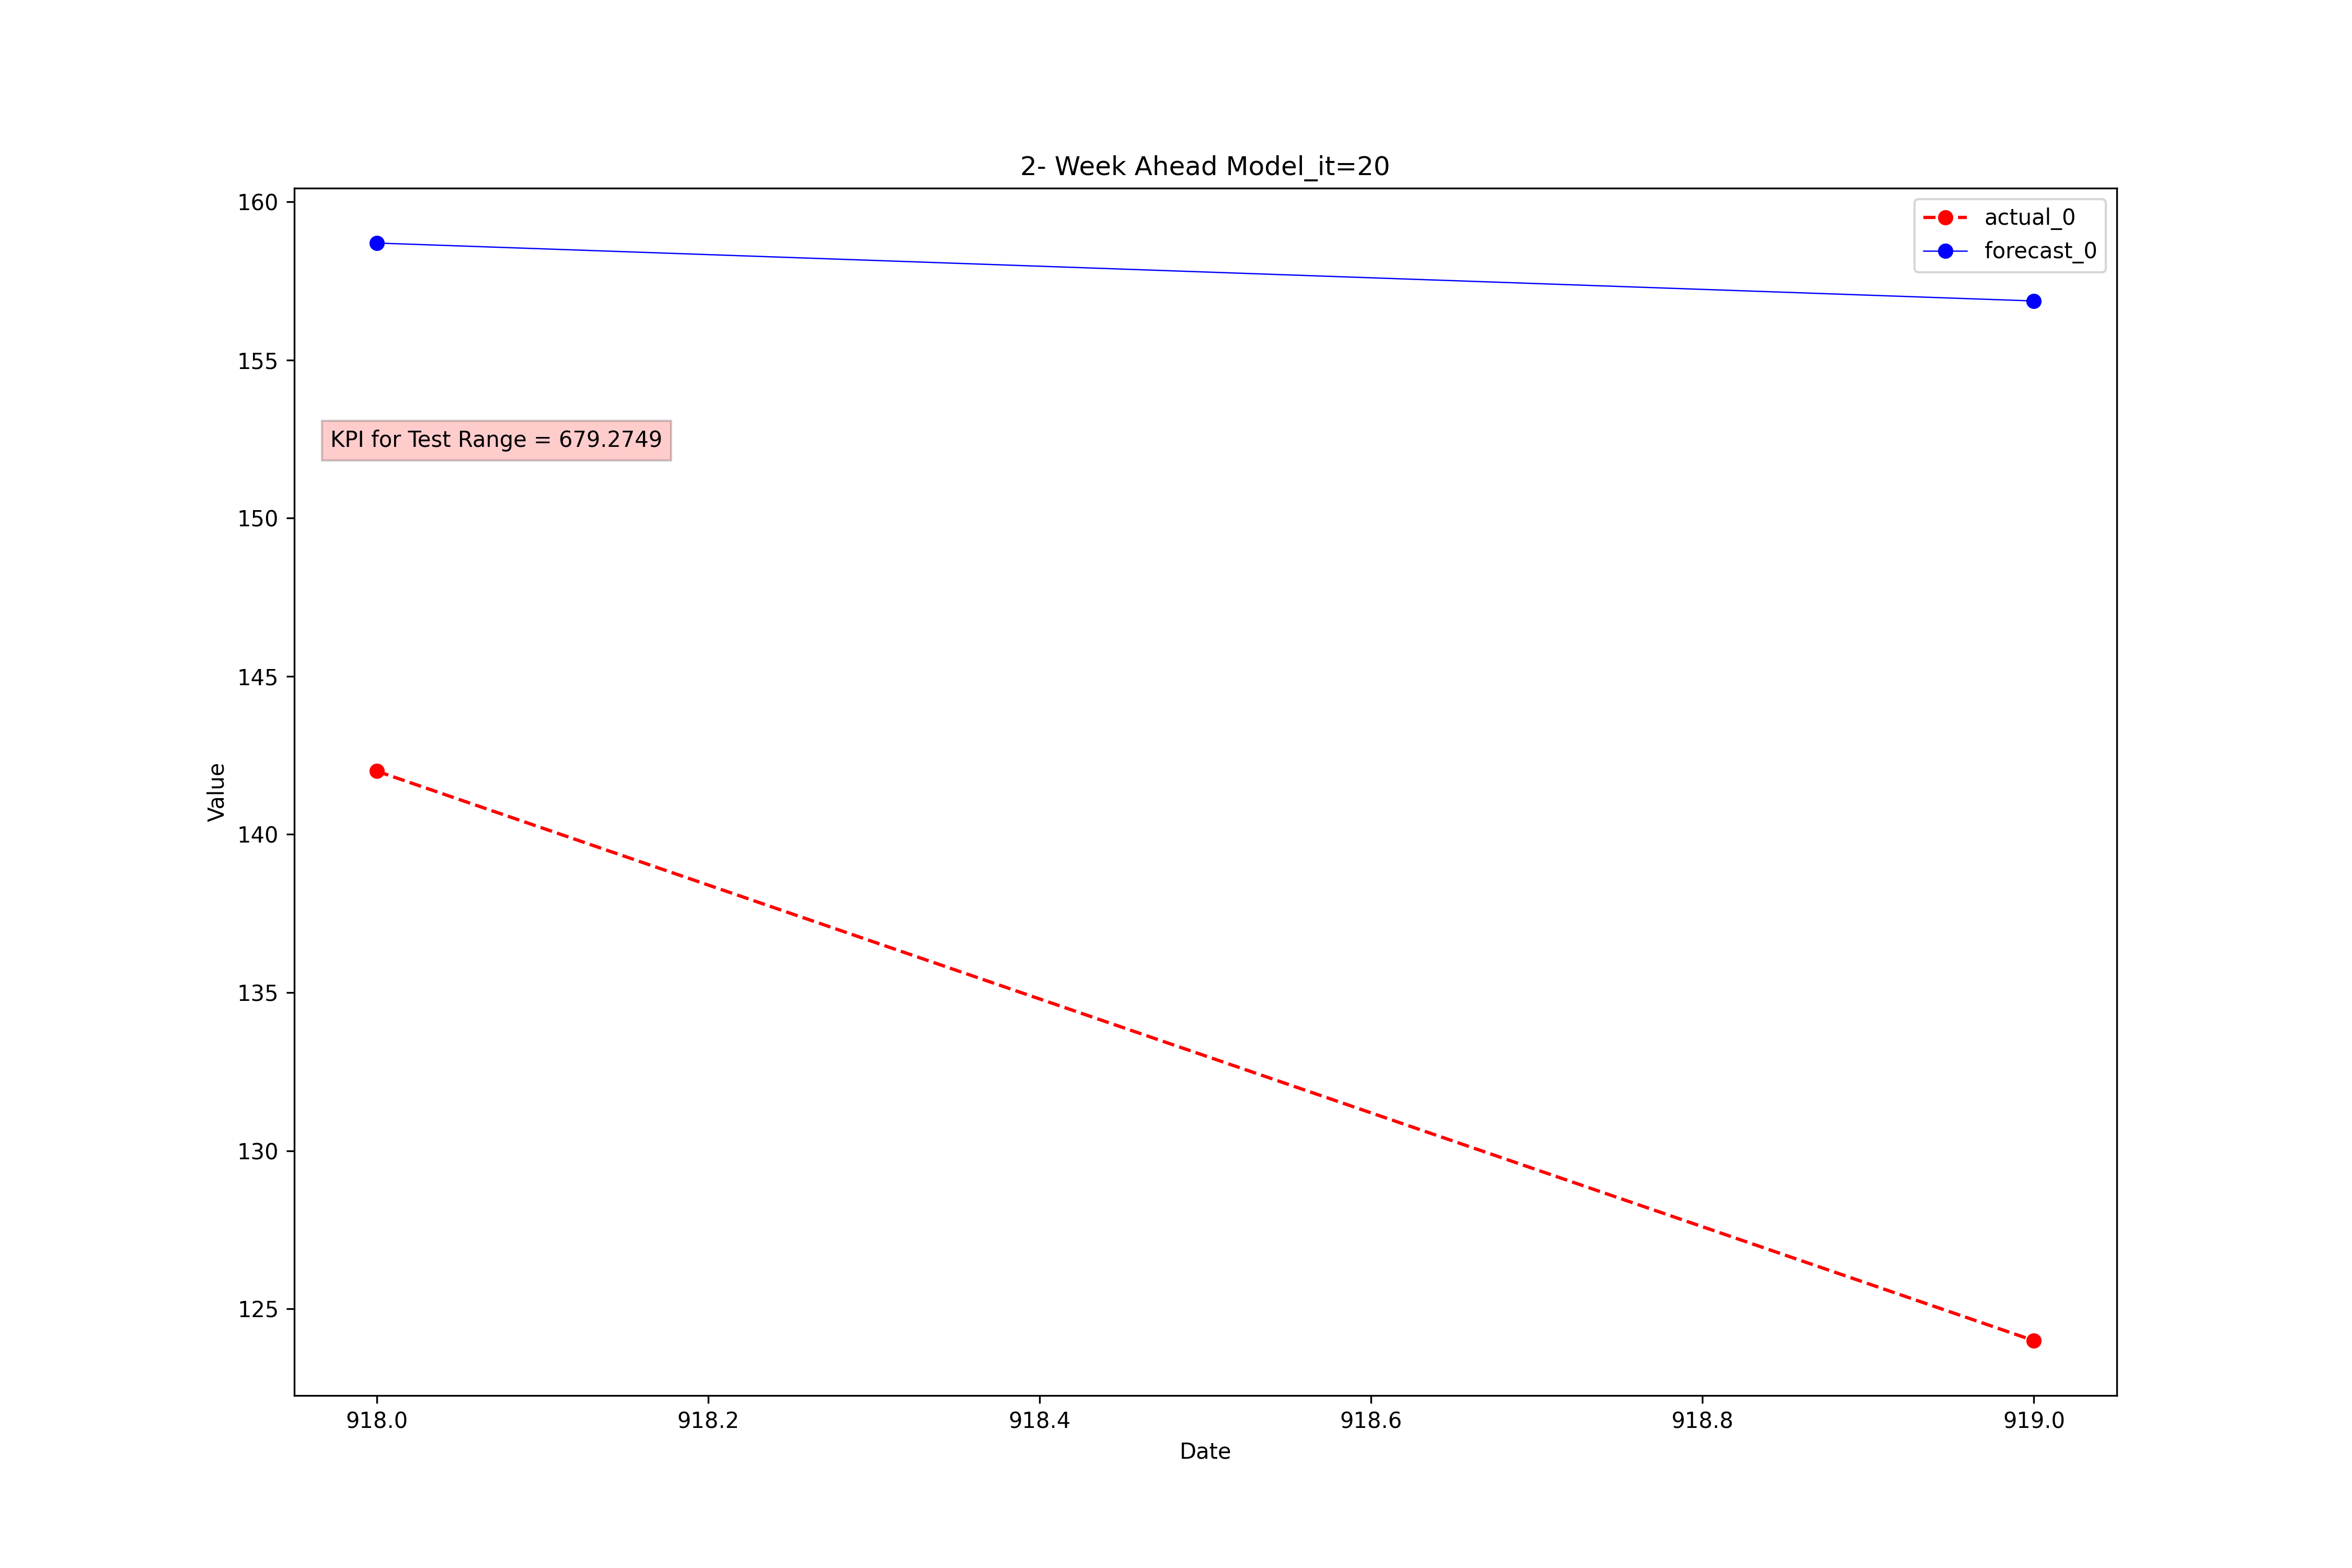 2- Week Ahead Model_it=20
160
155
150
145
140
135
130
125
Value
actual_0
forecast_0
KPI for Test Range = 679.2749
918.0 918.2 918.4 918.6 918.8 919.0
Date